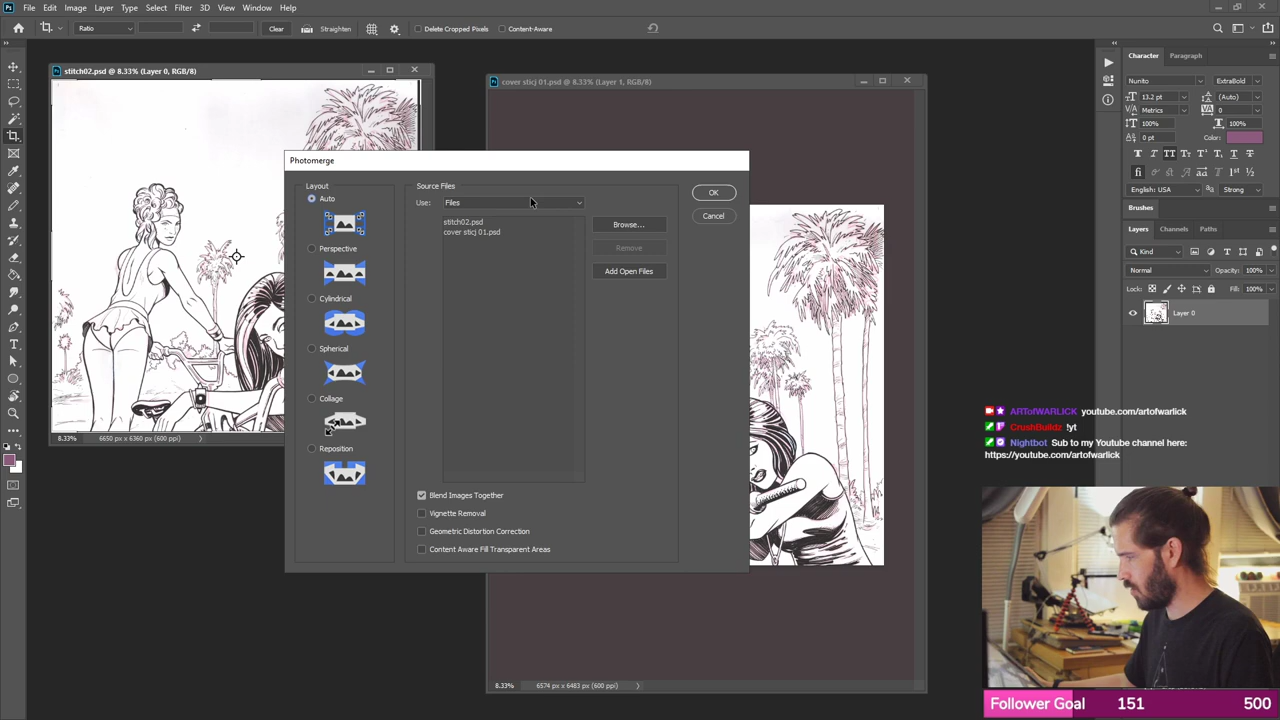 Ps File Edit Image Layer Type Select Filter 3D View Window Help
Ratio Clear Straighten Delete Cropped Pixels Content-Aware
stitch02.psd @ 8.33% (Layer 0, RGB/8)
cover sticj 01.psd @ 8.33% (Layer 1, RGB/8)
Photomerge
Layout
Auto
Perspective
Cylindrical
Spherical
Collage
Reposition
Source Files
Use: Files
stitch02.psd
cover sticj 01.psd
OK
Cancel
Browse...
Remove
Add Open Files
Blend Images Together
Vignette Removal
Geometric Distortion Correction
Content Aware Fill Transparent Areas
8.33% 6650 px x 6360 px (600 ppi)
8.33% 6574 px x 6483 px (600 ppi)
Character Paragraph
Nunito ExtraBold
13.2 pt (Auto)
Metrics 0
100% 100%
0 pt Color:
English: USA Strong
Brushes
Layers Channels Paths
Kind
Normal Opacity: 100%
Lock: Fill: 100%
Layer 0
ARTofWARLICK youtube.com/artofwarlick
CrushBuildz !yt
Nightbot Sub to my Youtube channel here:
https://youtube.com/artofwarlick
Follower Goal 151 500